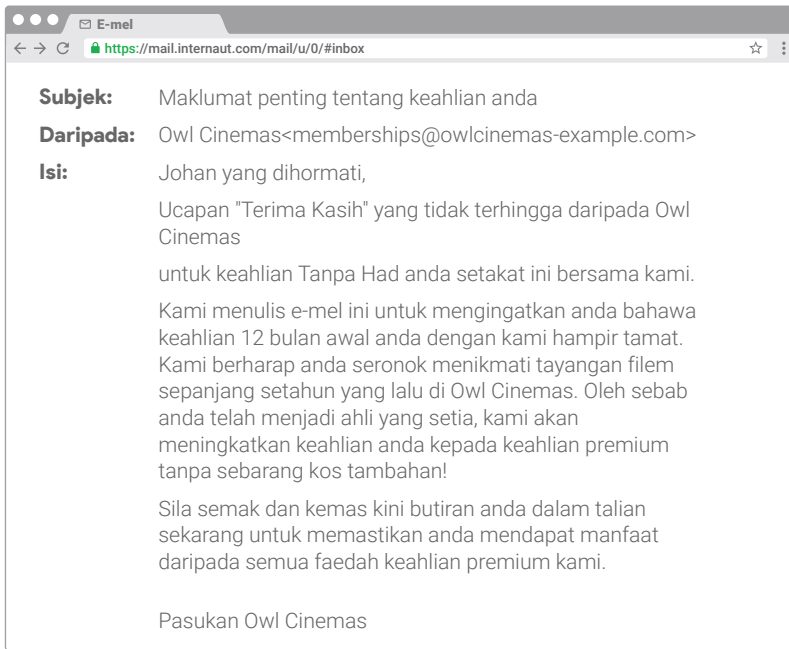 E-mel
https://mail.internaut.com/mail/u/0/#inbox
Subjek: Maklumat penting tentang keahlian anda
Daripada: Owl Cinemas<memberships@owlcinemas-example.com>
Isi: Johan yang dihormati,
Ucapan "Terima Kasih" yang tidak terhingga daripada Owl
Cinemas
untuk keahlian Tanpa Had anda setakat ini bersama kami.
Kami menulis e-mel ini untuk mengingatkan anda bahawa
keahlian 12 bulan awal anda dengan kami hampir tamat.
Kami berharap anda seronok menikmati tayangan filem
sepanjang setahun yang lalu di Owl Cinemas. Oleh sebab
anda telah menjadi ahli yang setia, kami akan
meningkatkan keahlian anda kepada keahlian premium
tanpa sebarang kos tambahan!
Sila semak dan kemas kini butiran anda dalam talian
sekarang untuk memastikan anda mendapat manfaat
daripada semua faedah keahlian premium kami.
Pasukan Owl Cinemas